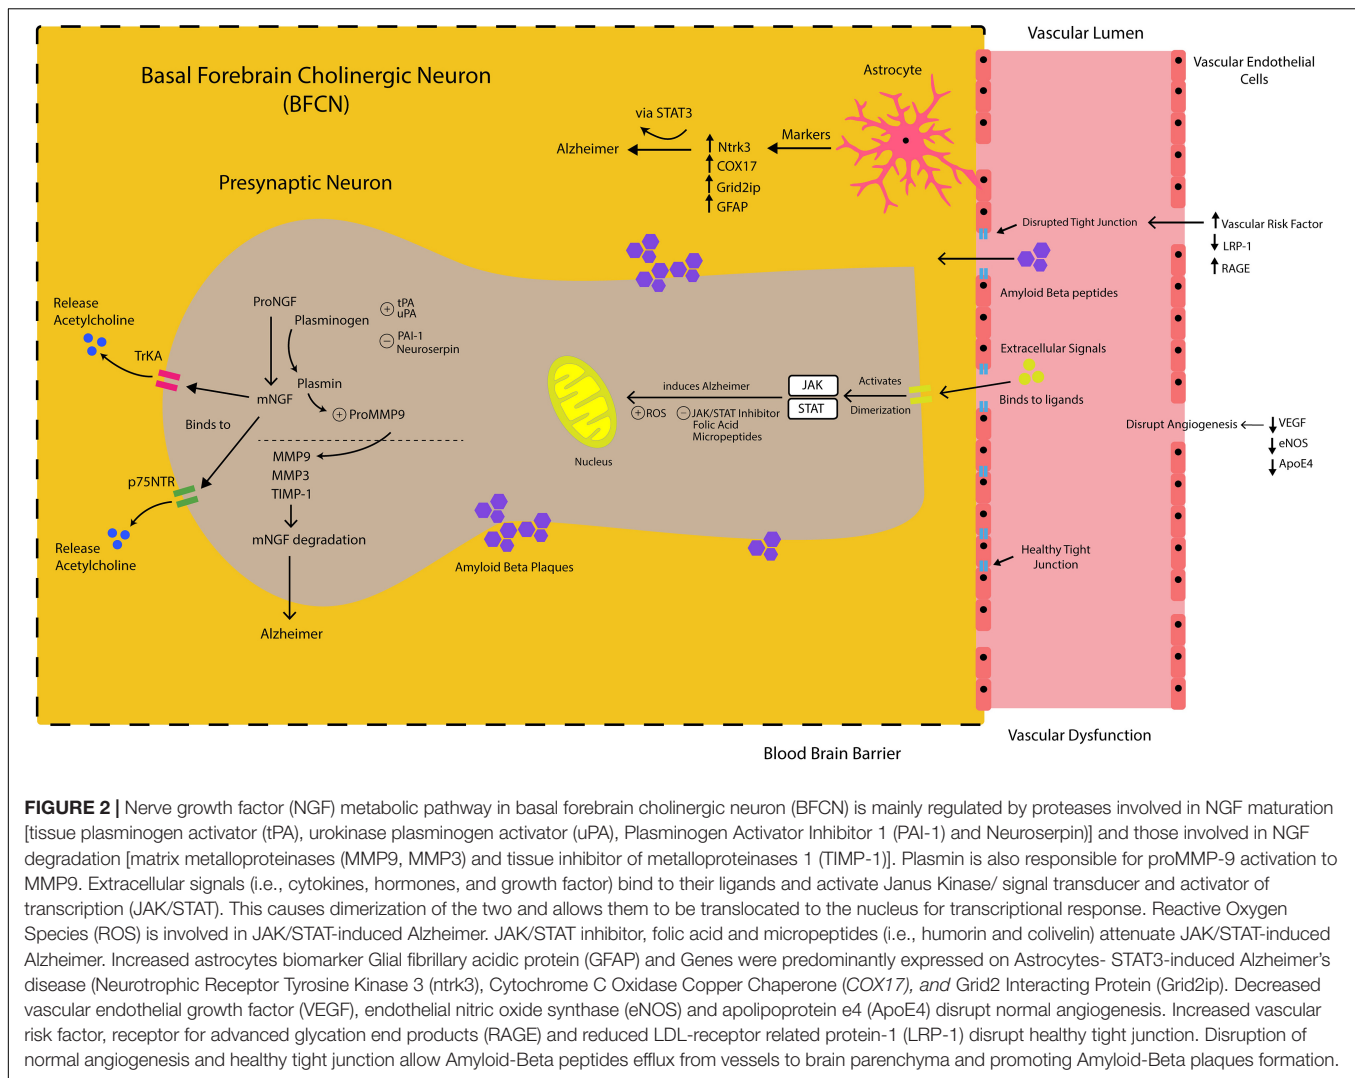 Vascular Lumen
Vascular Endothelial
Cells
Basal Forebrain Cholinergic Neuron
(BFCN)
Astrocyte
via STAT3
Markers
Alzheimer
Ntrk3
COX17
Grid2ip
GFAP
Presynaptic Neuron
Disrupted Tight Junction
Vascular Risk Factor
LRP-1
RAGE
Amyloid Beta peptides
Release
Acetylcholine
TrKA
ProNGF
Plasminogen
+ tPA
uPA
− PAI-1
Neuroserpin
Plasmin
mNGF
+ ProMMP9
Binds to
MMP9
MMP3
TIMP-1
p75NTR
mNGF degradation
Release
Acetylcholine
Alzheimer
Nucleus
induces Alzheimer
+ ROS
− JAK/STAT Inhibitor
Folic Acid
Micropeptides
JAK
STAT
Activates
Dimerization
Extracellular Signals
Binds to ligands
Disrupt Angiogenesis
VEGF
eNOS
ApoE4
Amyloid Beta Plaques
Healthy Tight
Junction
Blood Brain Barrier
Vascular Dysfunction
FIGURE 2 | Nerve growth factor (NGF) metabolic pathway in basal forebrain cholinergic neuron (BFCN) is mainly regulated by proteases involved in NGF maturation
[tissue plasminogen activator (tPA), urokinase plasminogen activator (uPA), Plasminogen Activator Inhibitor 1 (PAI-1) and Neuroserpin)] and those involved in NGF
degradation [matrix metalloproteinases (MMP9, MMP3) and tissue inhibitor of metalloproteinases 1 (TIMP-1)]. Plasmin is also responsible for proMMP-9 activation to
MMP9. Extracellular signals (i.e., cytokines, hormones, and growth factor) bind to their ligands and activate Janus Kinase/ signal transducer and activator of
transcription (JAK/STAT). This causes dimerization of the two and allows them to be translocated to the nucleus for transcriptional response. Reactive Oxygen
Species (ROS) is involved in JAK/STAT-induced Alzheimer. JAK/STAT inhibitor, folic acid and micropeptides (i.e., humorin and colivelin) attenuate JAK/STAT-induced
Alzheimer. Increased astrocytes biomarker Glial fibrillary acidic protein (GFAP) and Genes were predominantly expressed on Astrocytes- STAT3-induced Alzheimer's
disease (Neurotrophic Receptor Tyrosine Kinase 3 (ntrk3), Cytochrome C Oxidase Copper Chaperone (COX17), and Grid2 Interacting Protein (Grid2ip). Decreased
vascular endothelial growth factor (VEGF), endothelial nitric oxide synthase (eNOS) and apolipoprotein e4 (ApoE4) disrupt normal angiogenesis. Increased vascular
risk factor, receptor for advanced glycation end products (RAGE) and reduced LDL-receptor related protein-1 (LRP-1) disrupt healthy tight junction. Disruption of
normal angiogenesis and healthy tight junction allow Amyloid-Beta peptides efflux from vessels to brain parenchyma and promoting Amyloid-Beta plaques formation.